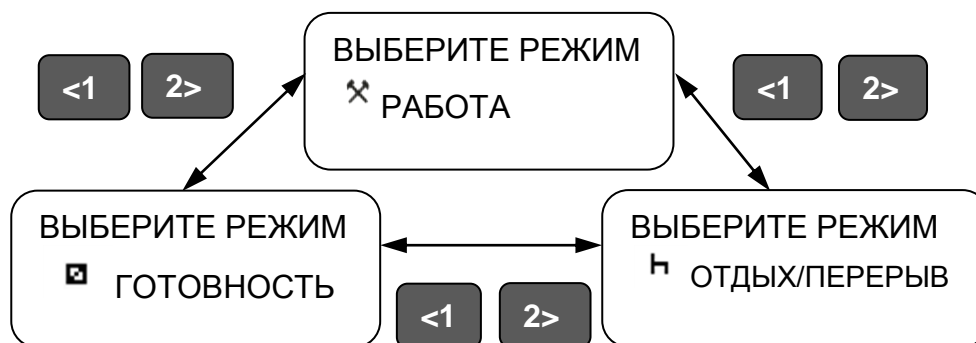 ВЫБЕРИТЕ РЕЖИМ
РАБОТА
<1 2>
<1 2>
ВЫБЕРИТЕ РЕЖИМ
ГОТОВНОСТЬ
ВЫБЕРИТЕ РЕЖИМ
ОТДЫХ/ПЕРЕРЫВ
<1 2>